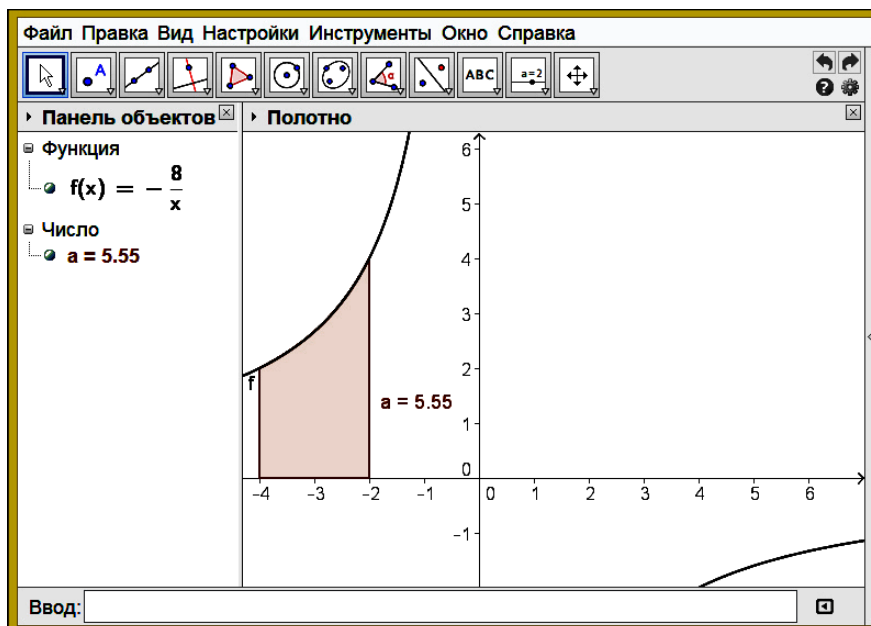 Файл Правка Вид Настройки Инструменты Окно Справка
A
α
ABC
a=2
Панель объектов
Полотно
Функция
f(x) = − 8/x
Число
a = 5.55
6
5
4
3
2
1
0
-1
f
a = 5.55
-4 -3 -2 -1 0 1 2 3 4 5 6
Ввод: